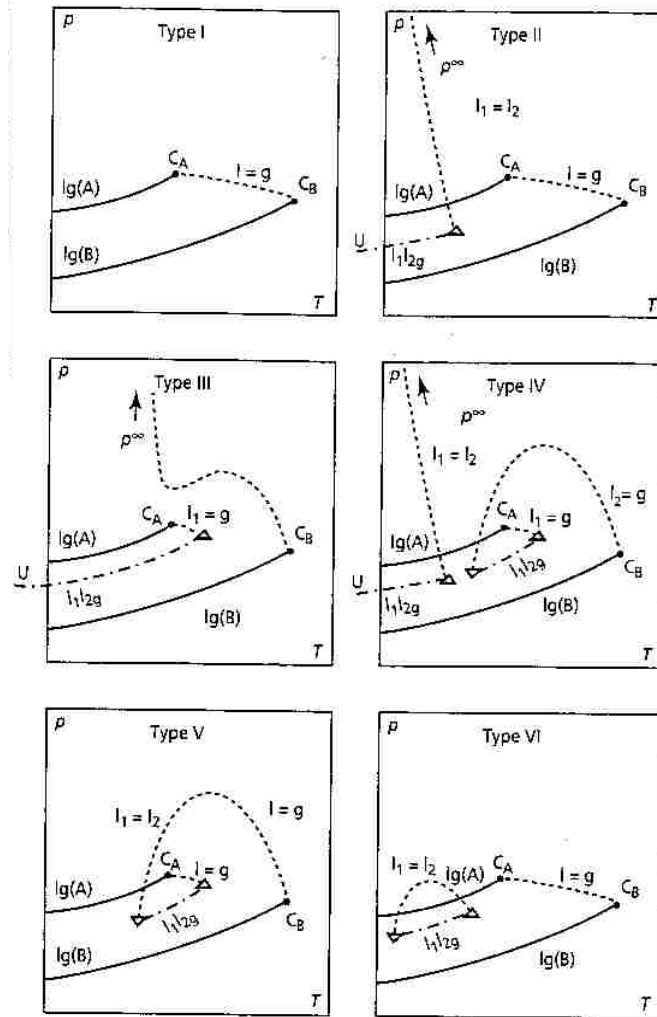 p
Type I
C_A
l = g
C_B
lg(A)
lg(B)
T
p
Type II
p^∞
l₁ = l₂
C_A
l = g
C_B
lg(A)
U
l₁l₂g
lg(B)
T
p
Type III
p^∞
C_A
l₁ = g
C_B
lg(A)
U
l₁l₂g
lg(B)
T
p
Type IV
p^∞
l₁ = l₂
l₂ = g
C_A
l₁ = g
lg(A)
C_B
U
l₁l₂g
l₁l₂g
lg(B)
T
p
Type V
l₁ = l₂
l = g
C_A
l = g
lg(A)
l₁l₂g
C_B
lg(B)
T
p
Type VI
l₁ = l₂
lg(A)
C_A
l = g
C_B
l₁l₂g
lg(B)
T